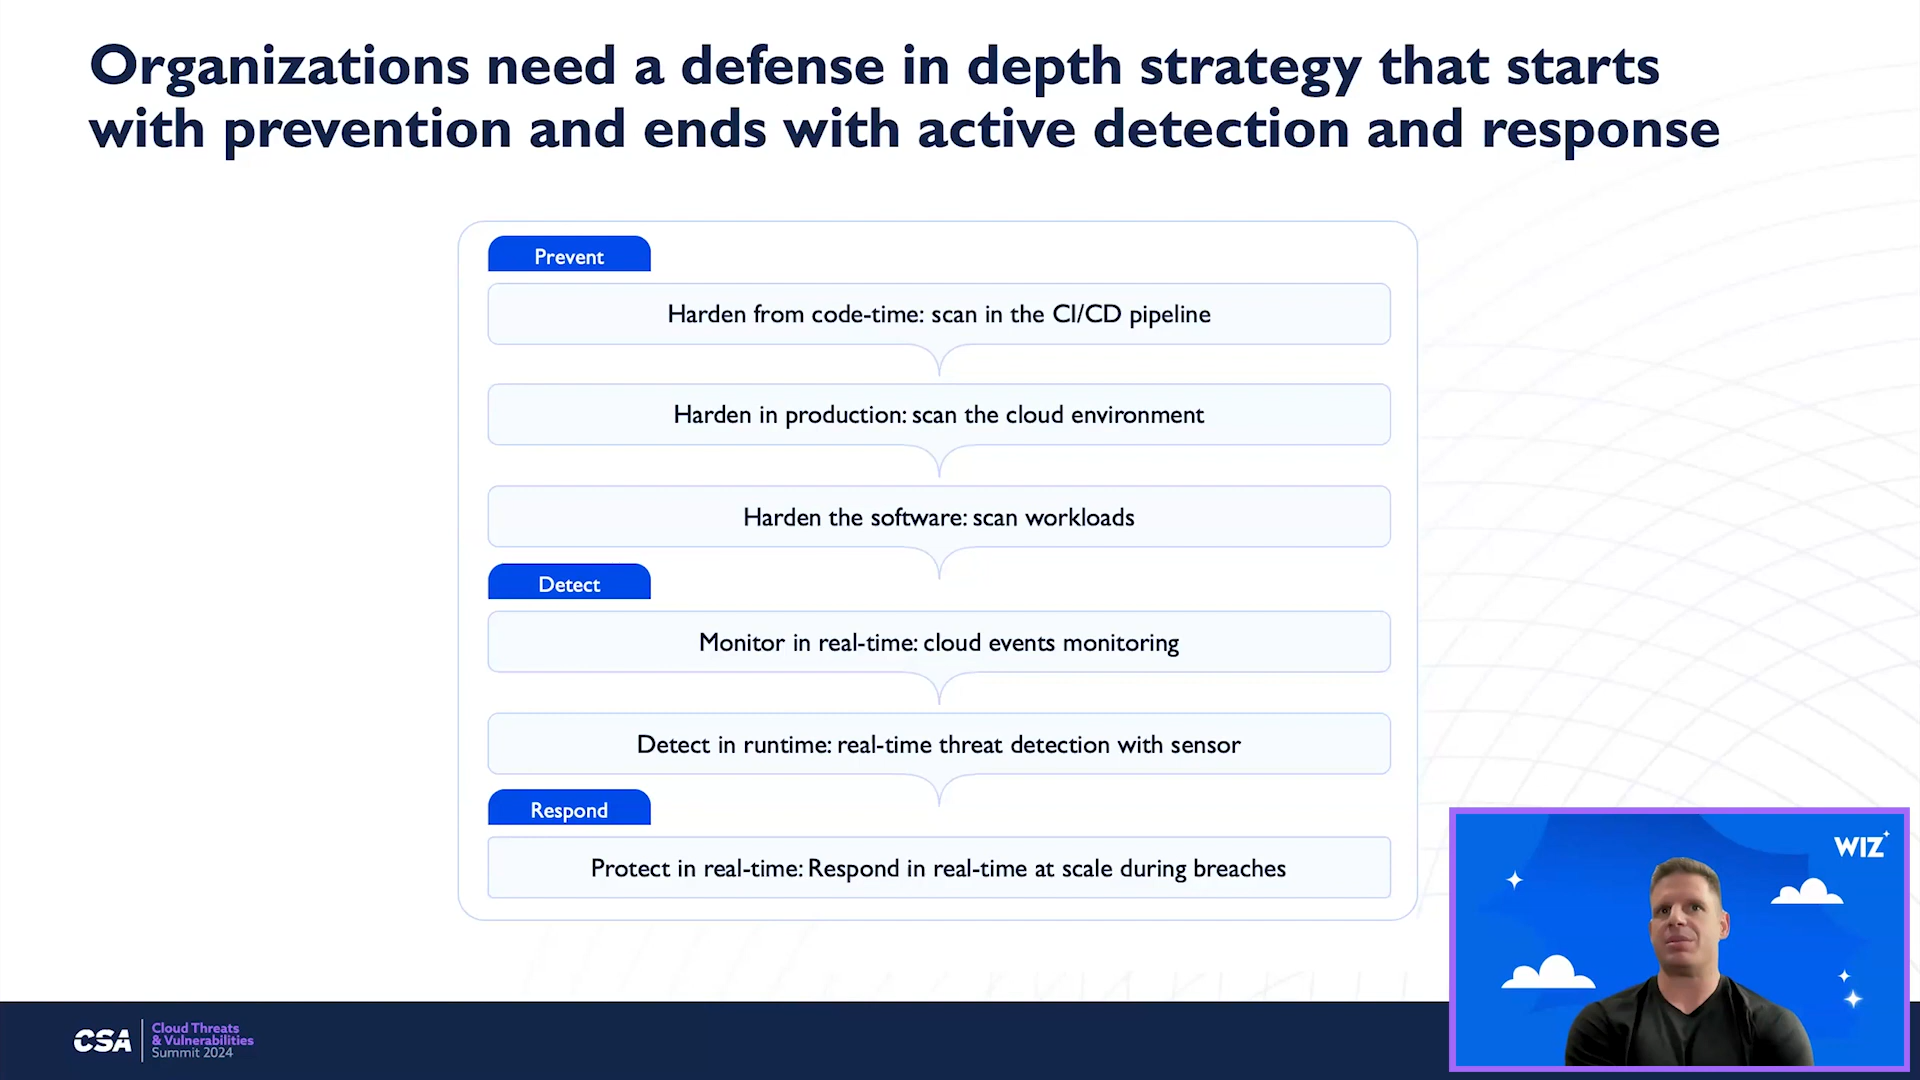 Organizations need a defense in depth strategy that starts
with prevention and ends with active detection and response
Prevent
Harden from code-time: scan in the CI/CD pipeline
Harden in production: scan the cloud environment
Harden the software: scan workloads
Detect
Monitor in real-time: cloud events monitoring
Detect in runtime: real-time threat detection with sensor
Respond
Protect in real-time: Respond in real-time at scale during breaches
WIZ
CSA
Cloud Threats
& Vulnerabilities
Summit 2024